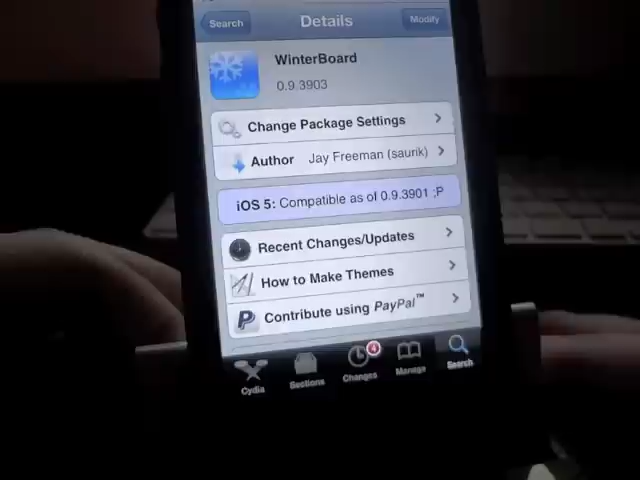 Search
Details
Modify
WinterBoard
0.9.3903
Change Package Settings
Author Jay Freeman (saurik)
iOS 5: Compatible as of 0.9.3901 ;P
Recent Changes/Updates
How to Make Themes
Contribute using PayPal™
4
Cydia
Sections
Changes
Manage
Search